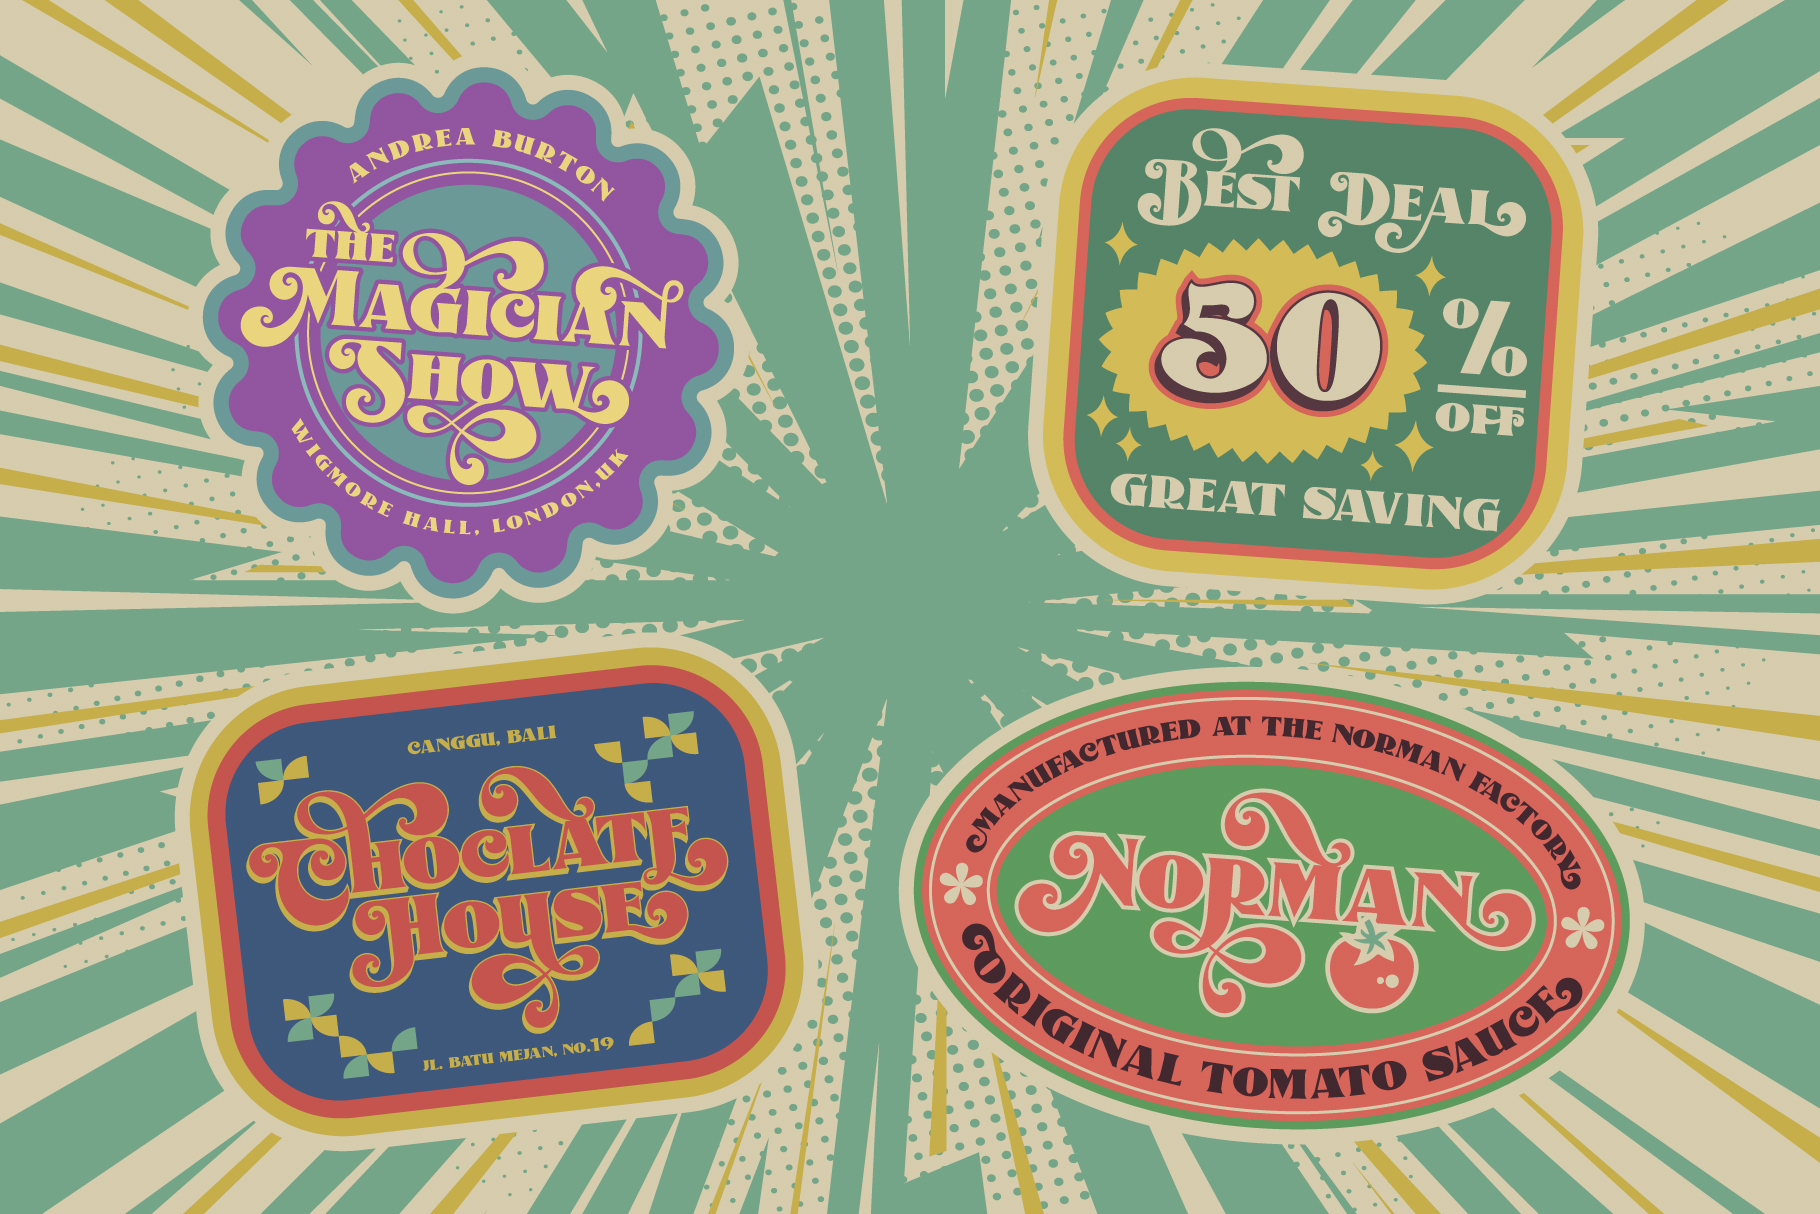 ANDREA BURTON
THE
MAGICIAN
SHOW
WIGMORE HALL, LONDON,UK
BEST DEAL
50
%
OFF
GREAT SAVING
CANGGU, BALI
CHOCLATE
HOUSE
JL. BATU MEJAN, No.19
MANUFACTURED AT THE NORMAN FACTORY
NORMAN
ORIGINAL TOMATO SAUCE